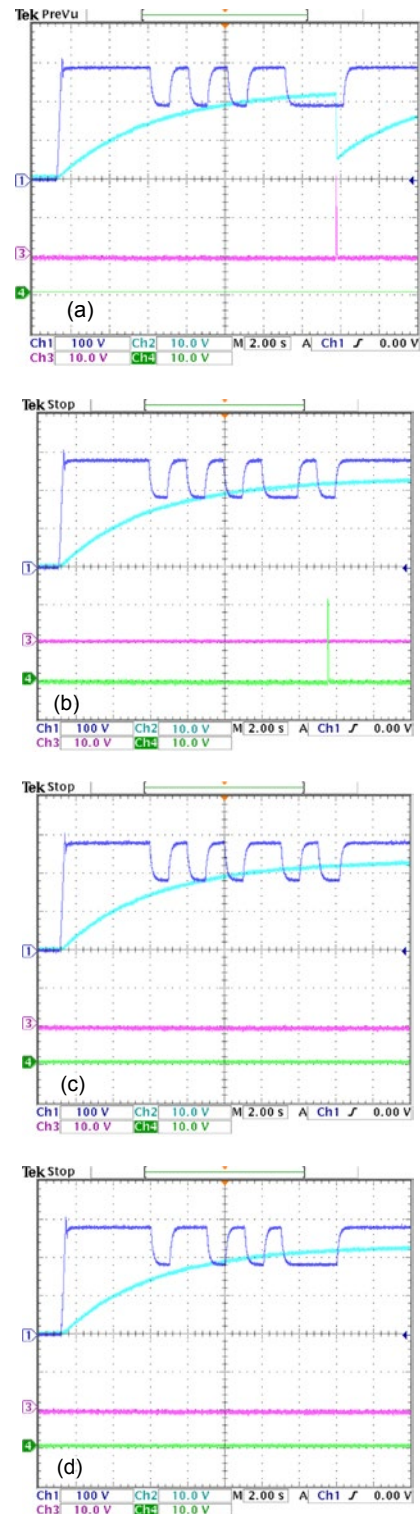 Tek PreVu
1
3
4
(a)
Ch1 100 V Ch2 10.0 V M 2.00 s A Ch1 ʃ 0.00 V
Ch3 10.0 V Ch4 10.0 V
Tek Stop
1
3
4
(b)
Ch1 100 V Ch2 10.0 V M 2.00 s A Ch1 ʃ 0.00 V
Ch3 10.0 V Ch4 10.0 V
Tek Stop
1
3
4
(c)
Ch1 100 V Ch2 10.0 V M 2.00 s A Ch1 ʃ 0.00 V
Ch3 10.0 V Ch4 10.0 V
Tek Stop
1
3
4
(d)
Ch1 100 V Ch2 10.0 V M 2.00 s A Ch1 ʃ 0.00 V
Ch3 10.0 V Ch4 10.0 V